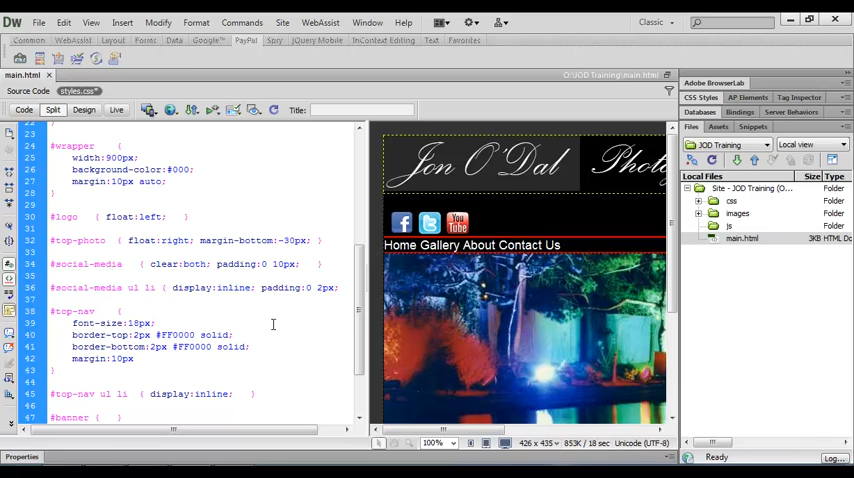 DW File Edit View Insert Modify Format Commands Site WebAssist Window Help Classic
Common WebAssist Layout Forms Data Google™ PayPal Spry jQuery Mobile InContext Editing Text Favorites
main.html × O:\JOD Training\main.html
Source Code styles.css*
Code Split Design Live Title:
Adobe BrowserLab
CSS Styles AP Elements Tag Inspector
Databases Bindings Server Behaviors
Files Assets Snippets
JOD Training Local view
Local Files Size Type
Site - JOD Training (O... Folder
css Folder
images Folder
js Folder
main.html 3KB HTML Do
22 }
23
24 #wrapper {
25 width:900px;
26 background-color:#000;
27 margin:10px auto;
28 }
29
30 #logo { float:left; }
31
32 #top-photo { float:right; margin-bottom:-30px; }
33
34 #social-media { clear:both; padding:0 10px; }
35
36 #social-media ul li { display:inline; padding:0 2px;
37
38 #top-nav {
39 font-size:18px;
40 border-top:2px #FF0000 solid;
41 border-bottom:2px #FF0000 solid;
42 margin:10px
43 }
44
45 #top-nav ul li { display:inline; }
46
47 #banner { }
Jon O'Dal Photo
f t You Tube
Home Gallery About Contact Us
100% 426 x 435 853K / 18 sec Unicode (UTF-8)
Ready Log...
Properties